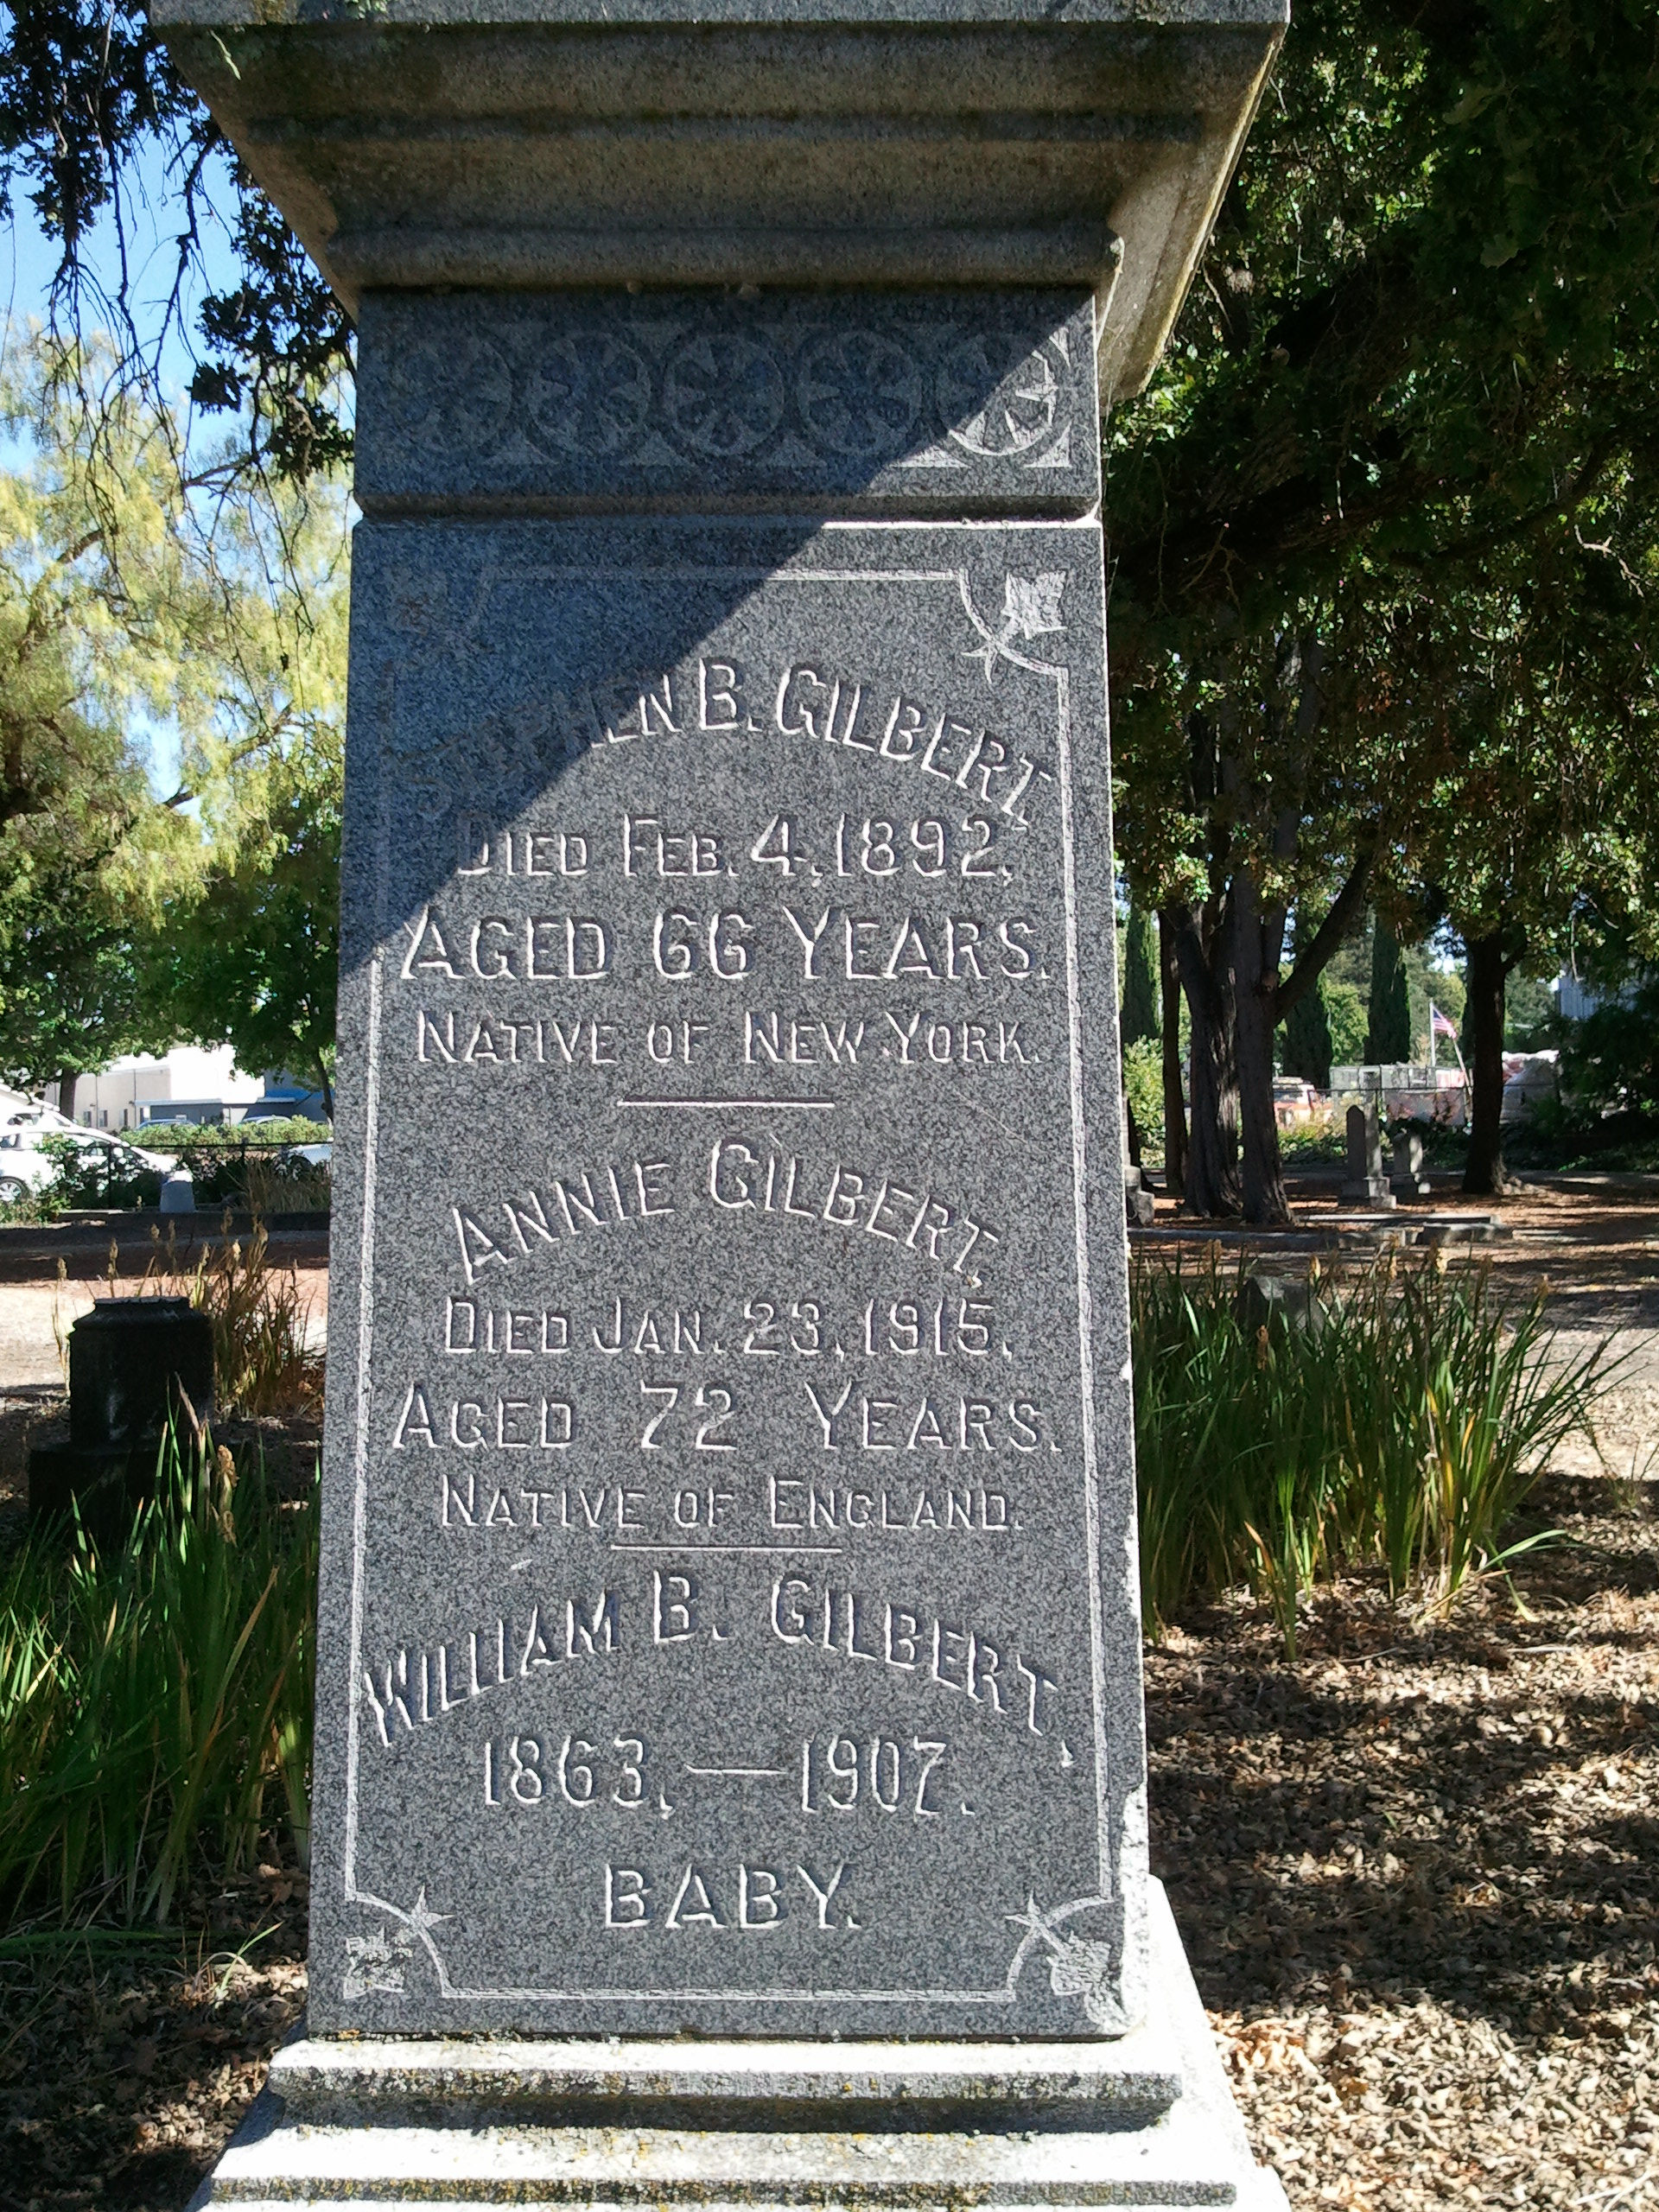 STEPHEN B. GILBERT
DIED FEB. 4, 1892,
AGED 66 YEARS.
NATIVE OF NEW YORK.
ANNIE GILBERT,
DIED JAN. 23, 1915,
AGED 72 YEARS.
NATIVE OF ENGLAND.
WILLIAM B. GILBERT,
1863, — 1907.
BABY.